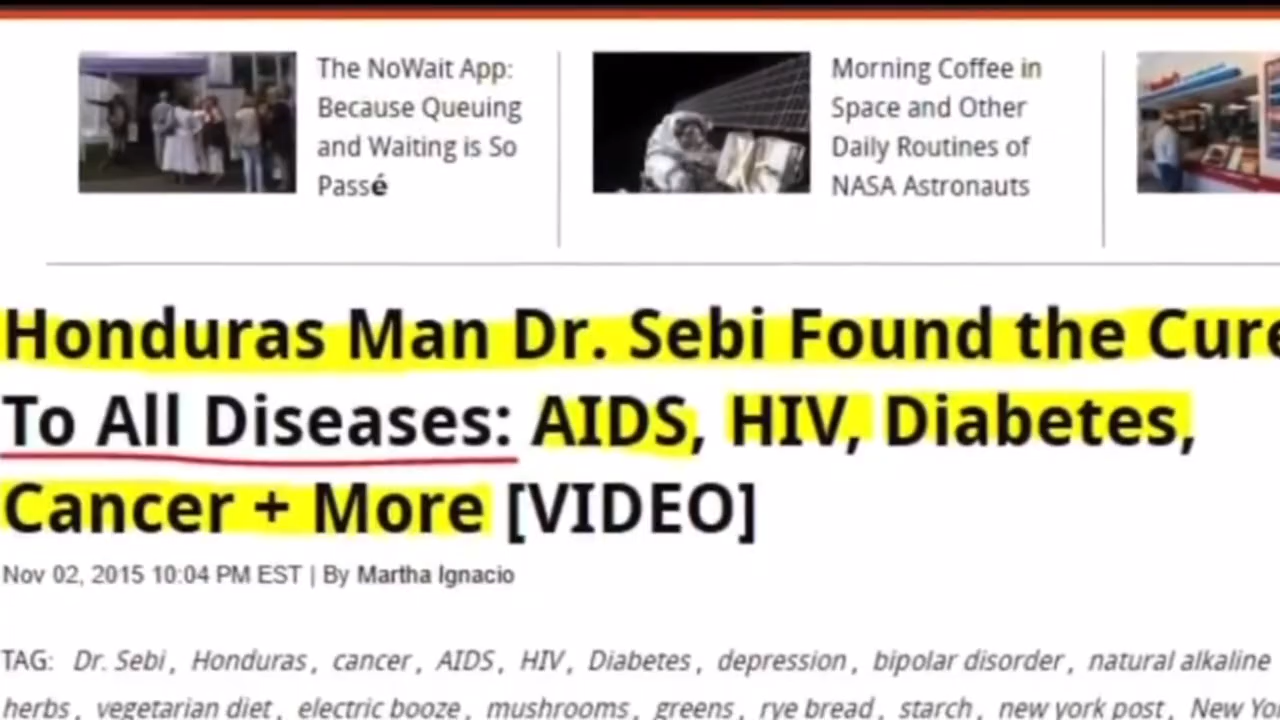 The NoWait App:
Because Queuing
and Waiting is So
Passé
Morning Coffee in
Space and Other
Daily Routines of
NASA Astronauts
Honduras Man Dr. Sebi Found the Cure
To All Diseases: AIDS, HIV, Diabetes,
Cancer + More [VIDEO]
Nov 02, 2015 10:04 PM EST | By Martha Ignacio
TAG: Dr. Sebi, Honduras, cancer, AIDS, HIV, Diabetes, depression, bipolar disorder, natural alkaline
herbs, vegetarian diet, electric booze, mushrooms, greens, rye bread, starch, new york post, New Yo